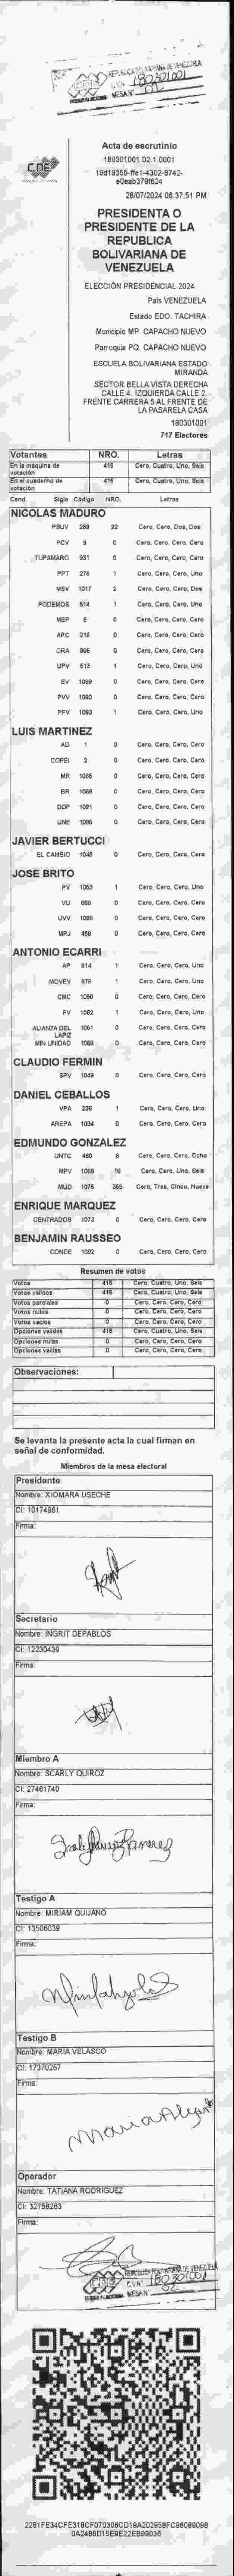 REPUBLICA BOLIVARIANA DE VENEZUELA
CNE
C.V.N° 180301001
MESA N° 02
CNE
Acta de escrutinio
180301001.02.1.0001
19d19355-ffe1-4302-8742-
e0eab379f624
28/07/2024 06:37:51 PM
PRESIDENTA O
PRESIDENTE DE LA
REPUBLICA
BOLIVARIANA DE
VENEZUELA
ELECCIÓN PRESIDENCIAL 2024
País VENEZUELA
Estado EDO. TACHIRA
Municipio MP. CAPACHO NUEVO
Parroquia PQ. CAPACHO NUEVO
ESCUELA BOLIVARIANA ESTADO
MIRANDA
SECTOR BELLA VISTA DERECHA
CALLE 4. IZQUIERDA CALLE 2.
FRENTE CARRERA 5 AL FRENTE DE
LA PASARELA CASA
180301001
717 Electores
Votantes NRO. Letras
En la máquina de votación 416 Cero, Cuatro, Uno, Seis
En el cuaderno de votación 416 Cero, Cuatro, Uno, Seis
Cand. Sigla Código NRO. Letras
NICOLAS MADURO
PSUV 269 22 Cero, Cero, Dos, Dos
PCV 9 0 Cero, Cero, Cero, Cero
TUPAMARO 931 0 Cero, Cero, Cero, Cero
PPT 276 1 Cero, Cero, Cero, Uno
MSV 1017 2 Cero, Cero, Cero, Dos
PODEMOS 514 1 Cero, Cero, Cero, Uno
MEP 6 0 Cero, Cero, Cero, Cero
APC 218 0 Cero, Cero, Cero, Cero
ORA 906 0 Cero, Cero, Cero, Cero
UPV 613 1 Cero, Cero, Cero, Uno
EV 1089 0 Cero, Cero, Cero, Cero
PVV 1090 0 Cero, Cero, Cero, Cero
PFV 1093 1 Cero, Cero, Cero, Uno
LUIS MARTINEZ
AD 1 0 Cero, Cero, Cero, Cero
COPEI 2 0 Cero, Cero, Cero, Cero
MR 1065 0 Cero, Cero, Cero, Cero
BR 1066 0 Cero, Cero, Cero, Cero
DDP 1091 0 Cero, Cero, Cero, Cero
UNE 1095 0 Cero, Cero, Cero, Cero
JAVIER BERTUCCI
EL CAMBIO 1048 0 Cero, Cero, Cero, Cero
JOSE BRITO
PV 1053 1 Cero, Cero, Cero, Uno
VU 868 0 Cero, Cero, Cero, Cero
UVV 1096 0 Cero, Cero, Cero, Cero
MPJ 458 0 Cero, Cero, Cero, Cero
ANTONIO ECARRI
AP 814 1 Cero, Cero, Cero, Uno
MOVEV 876 1 Cero, Cero, Cero, Uno
CMC 1050 0 Cero, Cero, Cero, Cero
FV 1052 1 Cero, Cero, Cero, Uno
ALIANZA DEL LAPIZ 1051 0 Cero, Cero, Cero, Cero
MIN UNIDAD 1068 0 Cero, Cero, Cero, Cero
CLAUDIO FERMIN
SPV 1049 0 Cero, Cero, Cero, Cero
DANIEL CEBALLOS
VPA 236 1 Cero, Cero, Cero, Uno
AREPA 1094 0 Cero, Cero, Cero, Cero
EDMUNDO GONZALEZ
UNTC 460 8 Cero, Cero, Cero, Ocho
MPV 1069 16 Cero, Cero, Uno, Seis
MUD 1075 359 Cero, Tres, Cinco, Nueve
ENRIQUE MARQUEZ
CENTRADOS 1073 0 Cero, Cero, Cero, Cero
BENJAMIN RAUSSEO
CONDE 1092 0 Cero, Cero, Cero, Cero
Resumen de votos
Votos 416 Cero, Cuatro, Uno, Seis
Votos válidos 416 Cero, Cuatro, Uno, Seis
Votos parciales 0 Cero, Cero, Cero, Cero
Votos nulos 0 Cero, Cero, Cero, Cero
Votos vacíos 0 Cero, Cero, Cero, Cero
Opciones válidas 416 Cero, Cuatro, Uno, Seis
Opciones nulas 0 Cero, Cero, Cero, Cero
Opciones vacías 0 Cero, Cero, Cero, Cero
Observaciones:
Se levanta la presente acta la cual firman en
señal de conformidad.
Miembros de la mesa electoral
Presidente
Nombre: XIOMARA USECHE
CI: 10174951
Firma:
Secretario
Nombre: INGRIT DEPABLOS
CI: 12230439
Firma:
Miembro A
Nombre: SCARLY QUIROZ
CI: 27461740
Firma:
Testigo A
Nombre: MIRIAM QUIJANO
CI: 13506039
Firma:
Testigo B
Nombre: MARIA VELASCO
CI: 17370257
Firma:
Operador
Nombre: TATIANA RODRIGUEZ
CI: 32758263
Firma:
CNE
REPUBLICA BOLIVARIANA DE VENEZUELA
C.V.N° 180301001
MESA N° 02
2281FE34CFE318CF070306CD19A202958FC96089098
0A2486D15E9E22EB99036